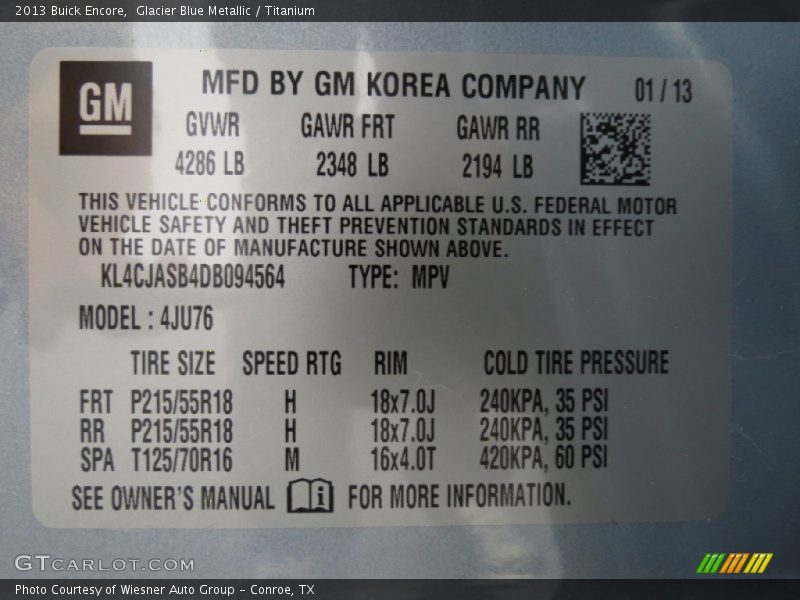 2013 Buick Encore,  Glacier Blue Metallic / Titanium
GM
MFD BY GM KOREA COMPANY
01 / 13
GVWR GAWR FRT GAWR RR
4286 LB 2348 LB 2194 LB
THIS VEHICLE CONFORMS TO ALL APPLICABLE U.S. FEDERAL MOTOR
VEHICLE SAFETY AND THEFT PREVENTION STANDARDS IN EFFECT
ON THE DATE OF MANUFACTURE SHOWN ABOVE.
KL4CJASB4DB094564 TYPE: MPV
MODEL : 4JU76
TIRE SIZE SPEED RTG RIM COLD TIRE PRESSURE
FRT P215/55R18 H 18x7.0J 240KPA, 35 PSI
RR P215/55R18 H 18x7.0J 240KPA, 35 PSI
SPA T125/70R16 M 16x4.0T 420KPA, 60 PSI
SEE OWNER'S MANUAL i FOR MORE INFORMATION.
GTCARLOT.COM
Photo Courtesy of Wiesner Auto Group - Conroe, TX